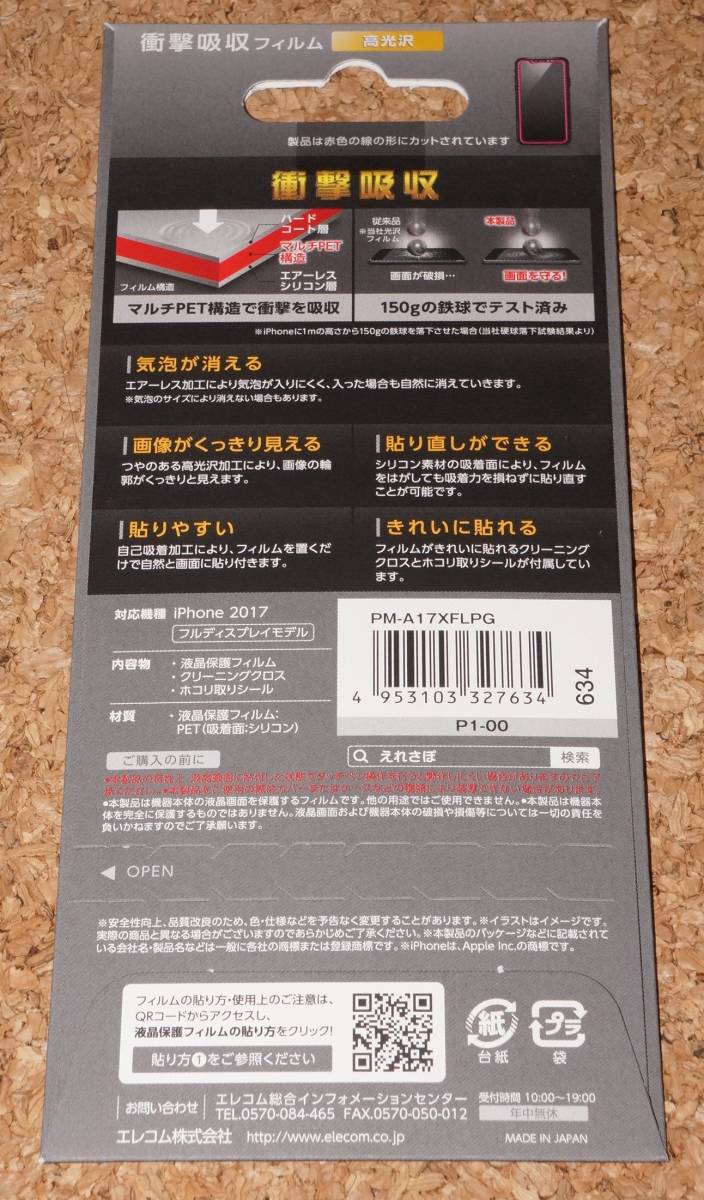 衝撃吸収フィルム 高光沢
製品は赤色の線の形にカットされています
衝撃吸収
ハード
コート層
マルチPET
構造
エアーレス
シリコン層
フィルム構造
マルチPET構造で衝撃を吸収
従来品
※当社光沢
フィルム
画面が破損…
本製品
画面を守る!
150gの鉄球でテスト済み
※iPhoneに1mの高さから150gの鉄球を落下させた場合(当社硬球落下試験結果より)
気泡が消える
エアーレス加工により気泡が入りにくく、入った場合も自然に消えていきます。
※気泡のサイズにより消えない場合もあります。
画像がくっきり見える
つやのある高光沢加工により、画像の輪
郭がくっきりと見えます。
貼り直しができる
シリコン素材の吸着面により、フィルム
をはがしても吸着力を損ねずに貼り直す
ことが可能です。
貼りやすい
自己吸着加工により、フィルムを置くだ
けで自然と画面に貼り付きます。
きれいに貼れる
フィルムがきれいに貼れるクリーニング
クロスとホコリ取りシールが付属してい
ます。
対応機種 iPhone 2017
フルディスプレイモデル
内容物 ・液晶保護フィルム
・クリーニングクロス
・ホコリ取りシール
材質 ・液晶保護フィルム:
PET(吸着面:シリコン)
PM-A17XFLPG
4 953103 327634
634
P1-00
ご購入の前に
えれさぽ 検索
●本製品は機器本体の液晶画面を保護するフィルムです。他の用途ではご使用できません。●本製品は機器本
体を完全に保護するものではありません。液晶画面および機器本体の破損や損傷等については一切の責任を
負いかねますのでご了承願います。
◀ OPEN
※安全性向上、品質改良のため、色・仕様などを予告なく変更することがあります。※イラストはイメージです。
実際の商品と異なる場合がございますのであらかじめご了承ください。※本製品のパッケージなどに記載されて
いる会社名・製品名などは一般に各社の商標または登録商標です。※iPhoneは、Apple Inc.の商標です。
フィルムの貼り方・使用上のご注意は、
QRコードからアクセスし、
液晶保護フィルムの貼り方をクリック!
貼り方❶をご参照ください
紙
台紙
プラ
袋
お問い合わせ
エレコム総合インフォメーションセンター
TEL.0570-084-465 FAX.0570-050-012
受付時間 10:00~19:00
年中無休
エレコム株式会社 http://www.elecom.co.jp
MADE IN JAPAN